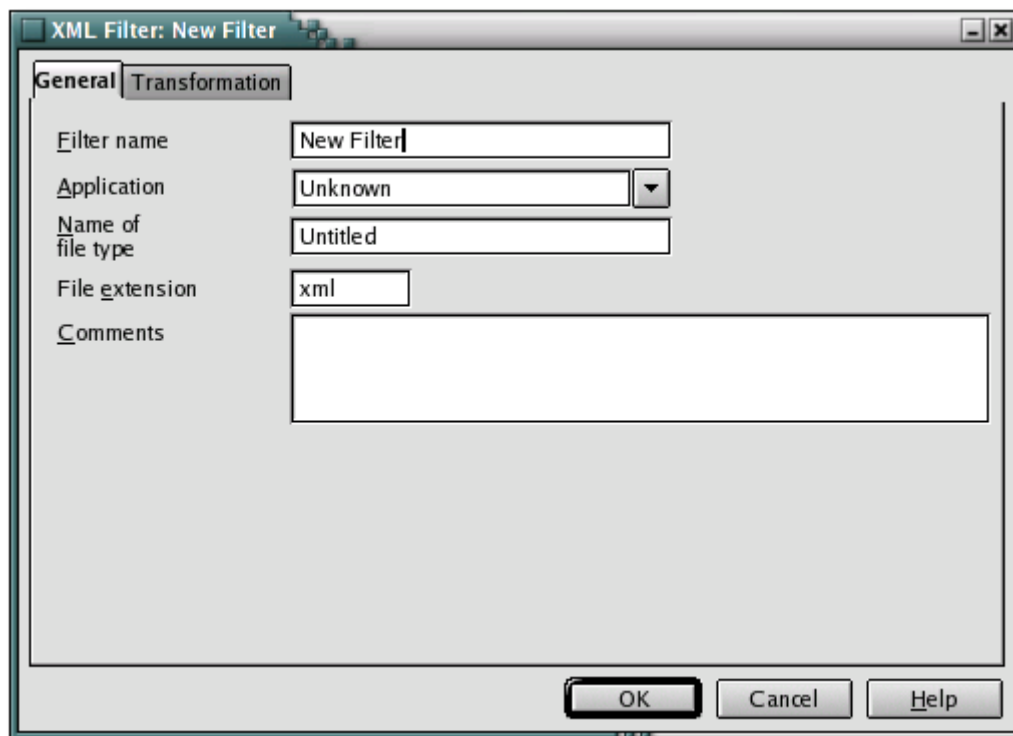 XML Filter: New Filter
General
Transformation
Filter name
New Filter
Application
Unknown
Name of
file type
Untitled
File extension
xml
Comments
OK
Cancel
Help